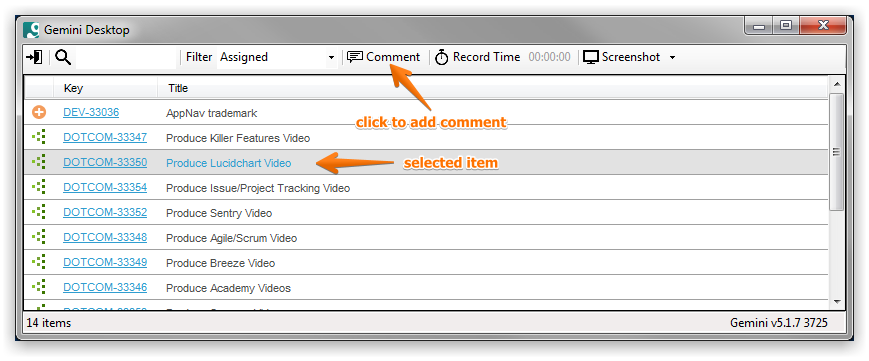 Gemini Desktop
Filter Assigned Comment Record Time 00:00:00 Screenshot
Key Title
DEV-33036 AppNav trademark
click to add comment
DOTCOM-33347 Produce Killer Features Video
DOTCOM-33350 Produce Lucidchart Video
selected item
DOTCOM-33354 Produce Issue/Project Tracking Video
DOTCOM-33352 Produce Sentry Video
DOTCOM-33348 Produce Agile/Scrum Video
DOTCOM-33349 Produce Breeze Video
DOTCOM-33346 Produce Academy Videos
14 items Gemini v5.1.7 3725